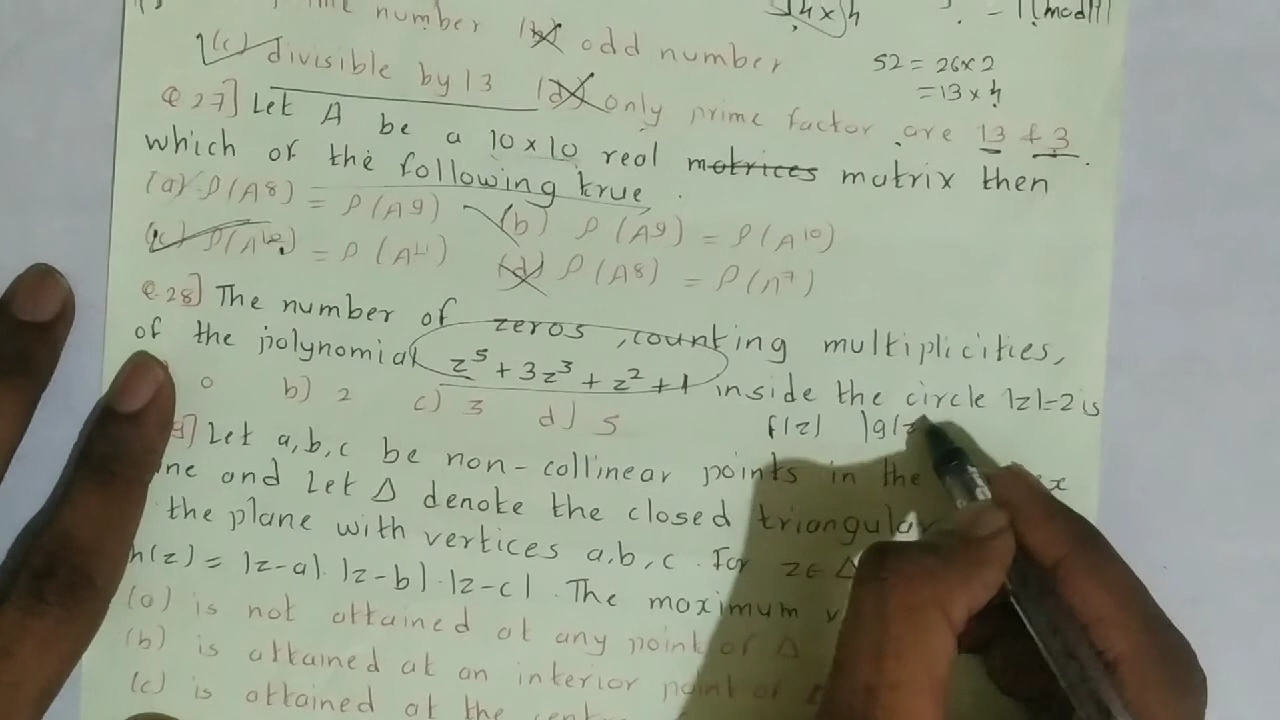 number (b) odd number
(c) divisible by 13 (d) only prime factor are 13 & 3.
52 = 26 x 2
= 13 x 4
Q.27] Let A be a 10 x 10 real matrices matrix then
which of the following true.
(a) ρ(A8) = ρ(A9) (b) ρ(A9) = ρ(A10)
(c) ρ(A10) = ρ(A11) (d) ρ(A8) = ρ(A7)
Q.28] The number of zeros, counting multiplicities,
of the polynomial z⁵ + 3z³ + z² + 1 inside the circle |z|=2 is
0 b) 2 c) 3 d) 5
f(z) |g(z
] Let a,b,c be non-collinear points in the
and Let Δ denote the closed triangular
the plane with vertices a,b,c. For z∈Δ
h(z) = |z-a|.|z-b|.|z-c|. The maximum
(a) is not attained at any point of Δ
(b) is attained at an interior point of
(c) is attained at the